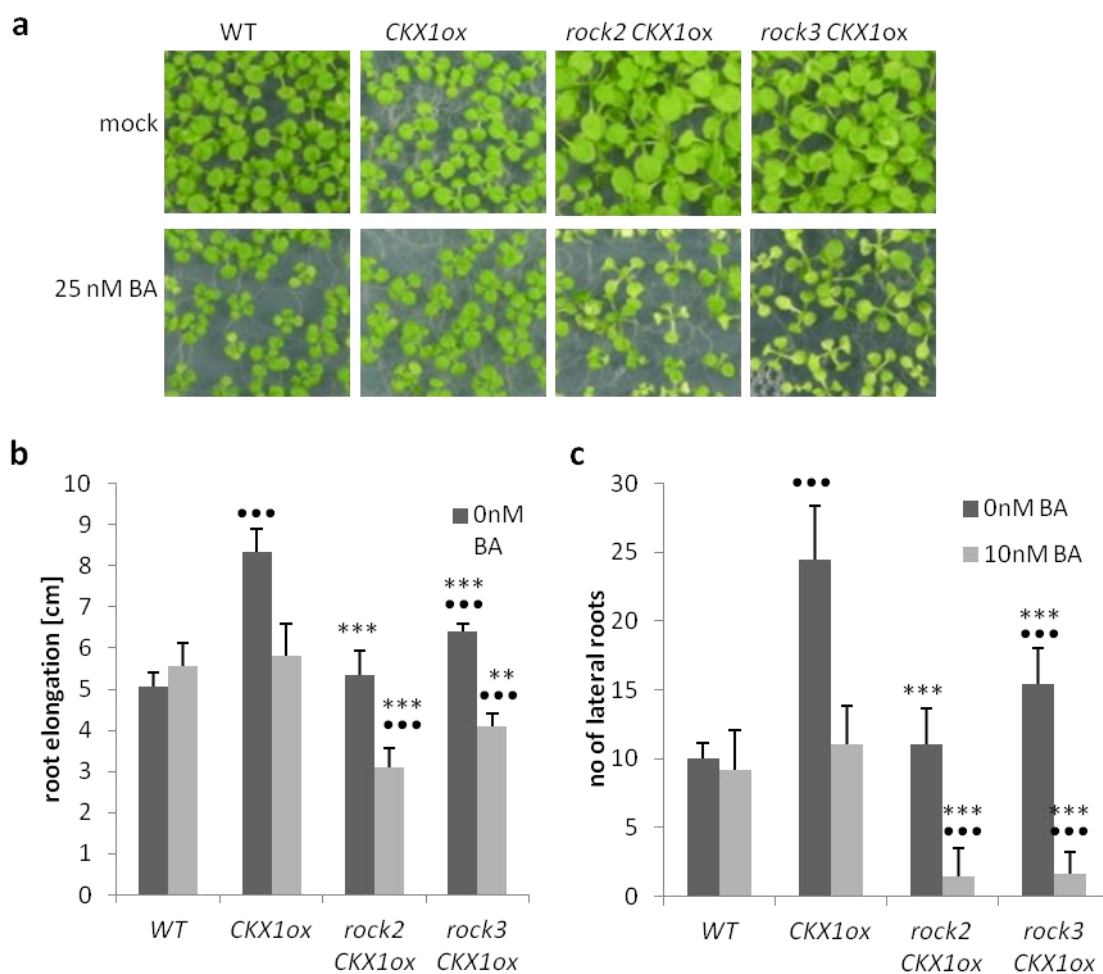 a
WT CKX1ox rock2 CKX1ox rock3 CKX1ox
mock
25 nM BA
b
root elongation [cm]
10
9
8
7
6
5
4
3
2
1
0
●●●
***
***
●●●
***
●●●
**
●●●
0nM
BA
WT CKX1ox rock2 rock3
CKX1ox CKX1ox
c
no of lateral roots
30
25
20
15
10
5
0
●●●
***
***
●●●
***
●●●
***
●●●
0nM BA
10nM BA
WT CKX1ox rock2 rock3
CKX1ox CKX1ox